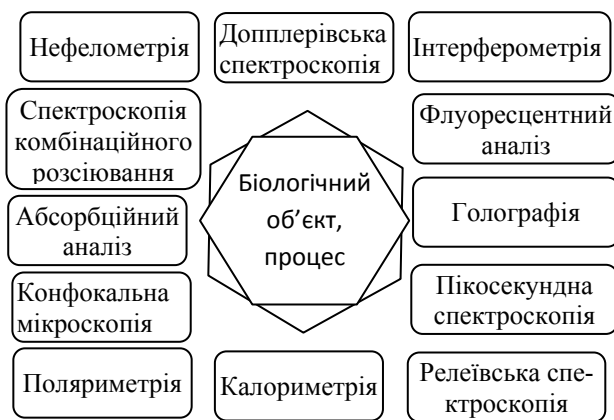 Нефелометрія
Допплерівська
спектроскопія
Інтерферометрія
Спектроскопія
комбінаційного
розсіювання
Флуоресцентний
аналіз
Біологічний
об’єкт,
процес
Абсорбційний
аналіз
Голографія
Конфокальна
мікроскопія
Пікосекундна
спектроскопія
Поляриметрія
Калориметрія
Релеївська спе-
ктроскопія